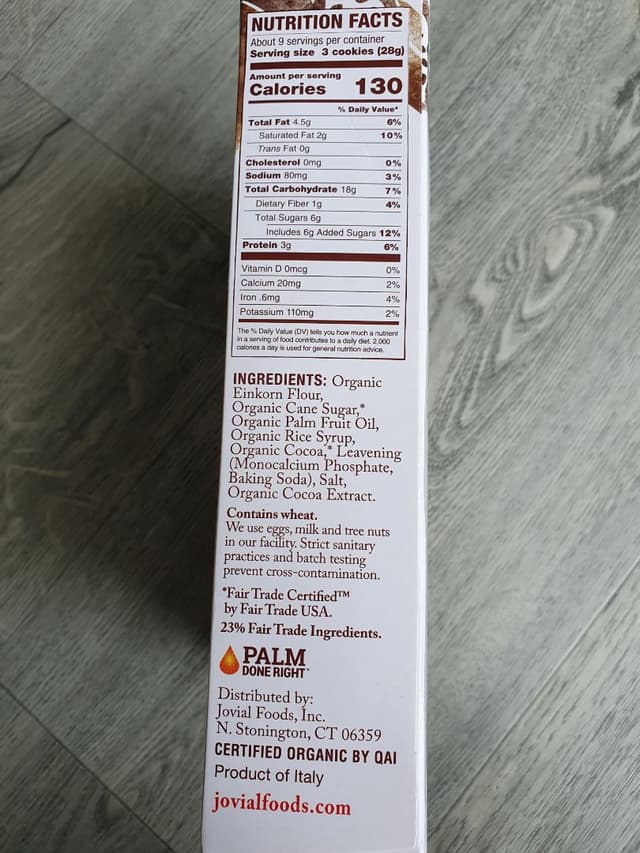 NUTRITION FACTS
About 9 servings per container
Serving size 3 cookies (28g)
Amount per serving
Calories 130
% Daily Value*
Total Fat 4.5g 6%
Saturated Fat 2g 10%
Trans Fat 0g
Cholesterol 0mg 0%
Sodium 80mg 3%
Total Carbohydrate 18g 7%
Dietary Fiber 1g 4%
Total Sugars 6g
Includes 6g Added Sugars 12%
Protein 3g 6%
Vitamin D 0mcg 0%
Calcium 20mg 2%
Iron .6mg 4%
Potassium 110mg 2%
The % Daily Value (DV) tells you how much a nutrient
in a serving of food contributes to a daily diet. 2,000
calories a day is used for general nutrition advice.
INGREDIENTS: Organic
Einkorn Flour,
Organic Cane Sugar,*
Organic Palm Fruit Oil,
Organic Rice Syrup,
Organic Cocoa,* Leavening
(Monocalcium Phosphate,
Baking Soda), Salt,
Organic Cocoa Extract.
Contains wheat.
We use eggs, milk and tree nuts
in our facility. Strict sanitary
practices and batch testing
prevent cross-contamination.
*Fair Trade Certified™
by Fair Trade USA.
23% Fair Trade Ingredients.
PALM
DONE RIGHT™
Distributed by:
Jovial Foods, Inc.
N. Stonington, CT 06359
CERTIFIED ORGANIC BY QAI
Product of Italy
jovialfoods.com